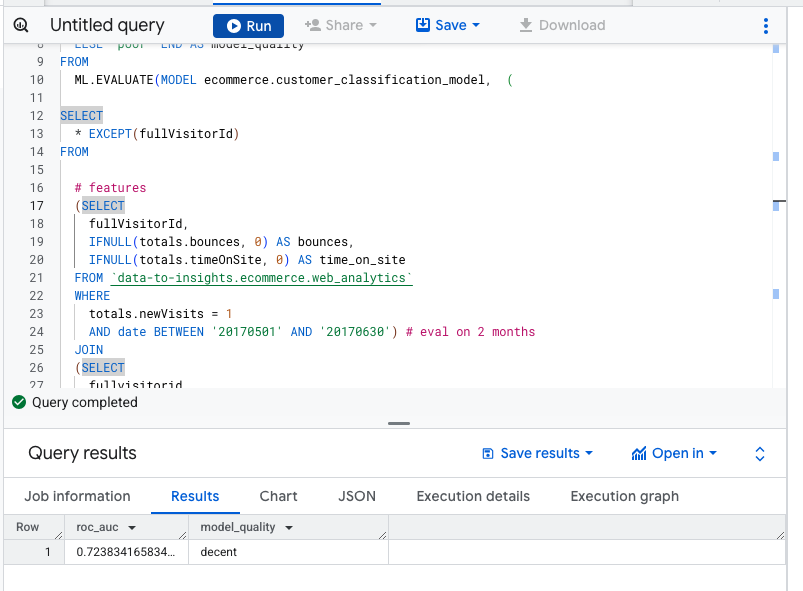 Untitled query Run Share Save Download
8 ELSE 'poor' END AS model_quality
9 FROM
10 ML.EVALUATE(MODEL ecommerce.customer_classification_model, (
11
12 SELECT
13 * EXCEPT(fullVisitorId)
14 FROM
15
16 # features
17 (SELECT
18 fullVisitorId,
19 IFNULL(totals.bounces, 0) AS bounces,
20 IFNULL(totals.timeOnSite, 0) AS time_on_site
21 FROM `data-to-insights.ecommerce.web_analytics`
22 WHERE
23 totals.newVisits = 1
24 AND date BETWEEN '20170501' AND '20170630') # eval on 2 months
25 JOIN
26 (SELECT
27 fullvisitorid
Query completed
Query results Save results Open in
Job information Results Chart JSON Execution details Execution graph
Row roc_auc model_quality
1 0.723834165834... decent